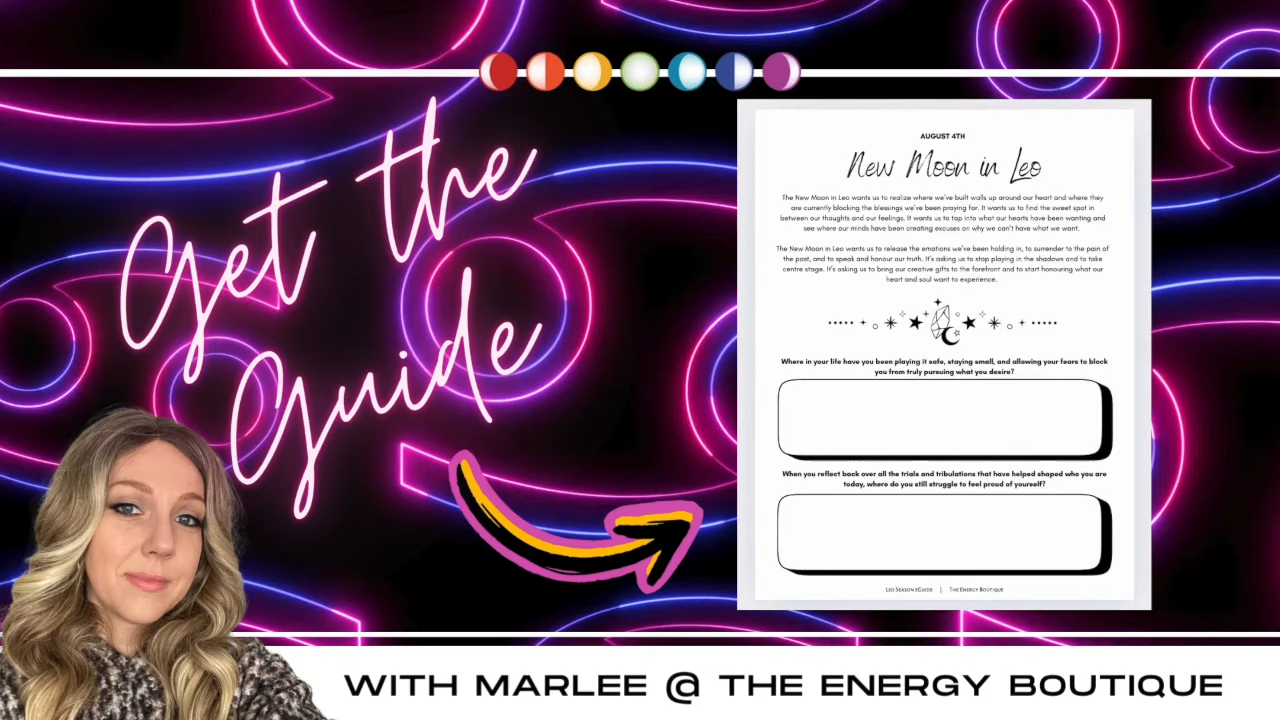 Get the
Guide
AUGUST 4TH
New Moon in Leo
The New Moon in Leo wants us to realize where we've built walls up around our heart and where they
are currently blocking the blessings we've been praying for. It wants us to find the sweet spot in
between our thoughts and our feelings. It wants us to tap into what our hearts have been wanting and
see where our minds have been creating excuses on why we can't have what we want.
The New Moon in Leo wants us to release the emotions we've been holding in, to surrender to the pain of
the past, and to speak and honour our truth. It's asking us to stop playing in the shadows and to take
centre stage. It's asking us to bring our creative gifts to the forefront and to start honouring what our
heart and soul want to experience.
Where in your life have you been playing it safe, staying small, and allowing your fears to block
you from truly pursuing what you desire?
When you reflect back over all the trials and tribulations that have helped shaped who you are
today, where do you still struggle to feel proud of yourself?
Leo Season eGuide | The Energy Boutique
WITH MARLEE @ THE ENERGY BOUTIQUE